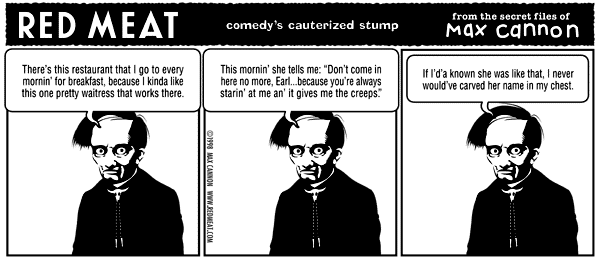 RED MEAT
comedy's cauterized stump
from the secret files of
Max cannon
There's this restaurant that I go to every
mornin' for breakfast, because I kinda like
this one pretty waitress that works there.
This mornin' she tells me: "Don't come in
here no more, Earl...because you're always
starin' at me an' it gives me the creeps."
©1998 MAX CANNON WWW.REDMEAT.COM
If I'd'a known she was like that, I never
would've carved her name in my chest.